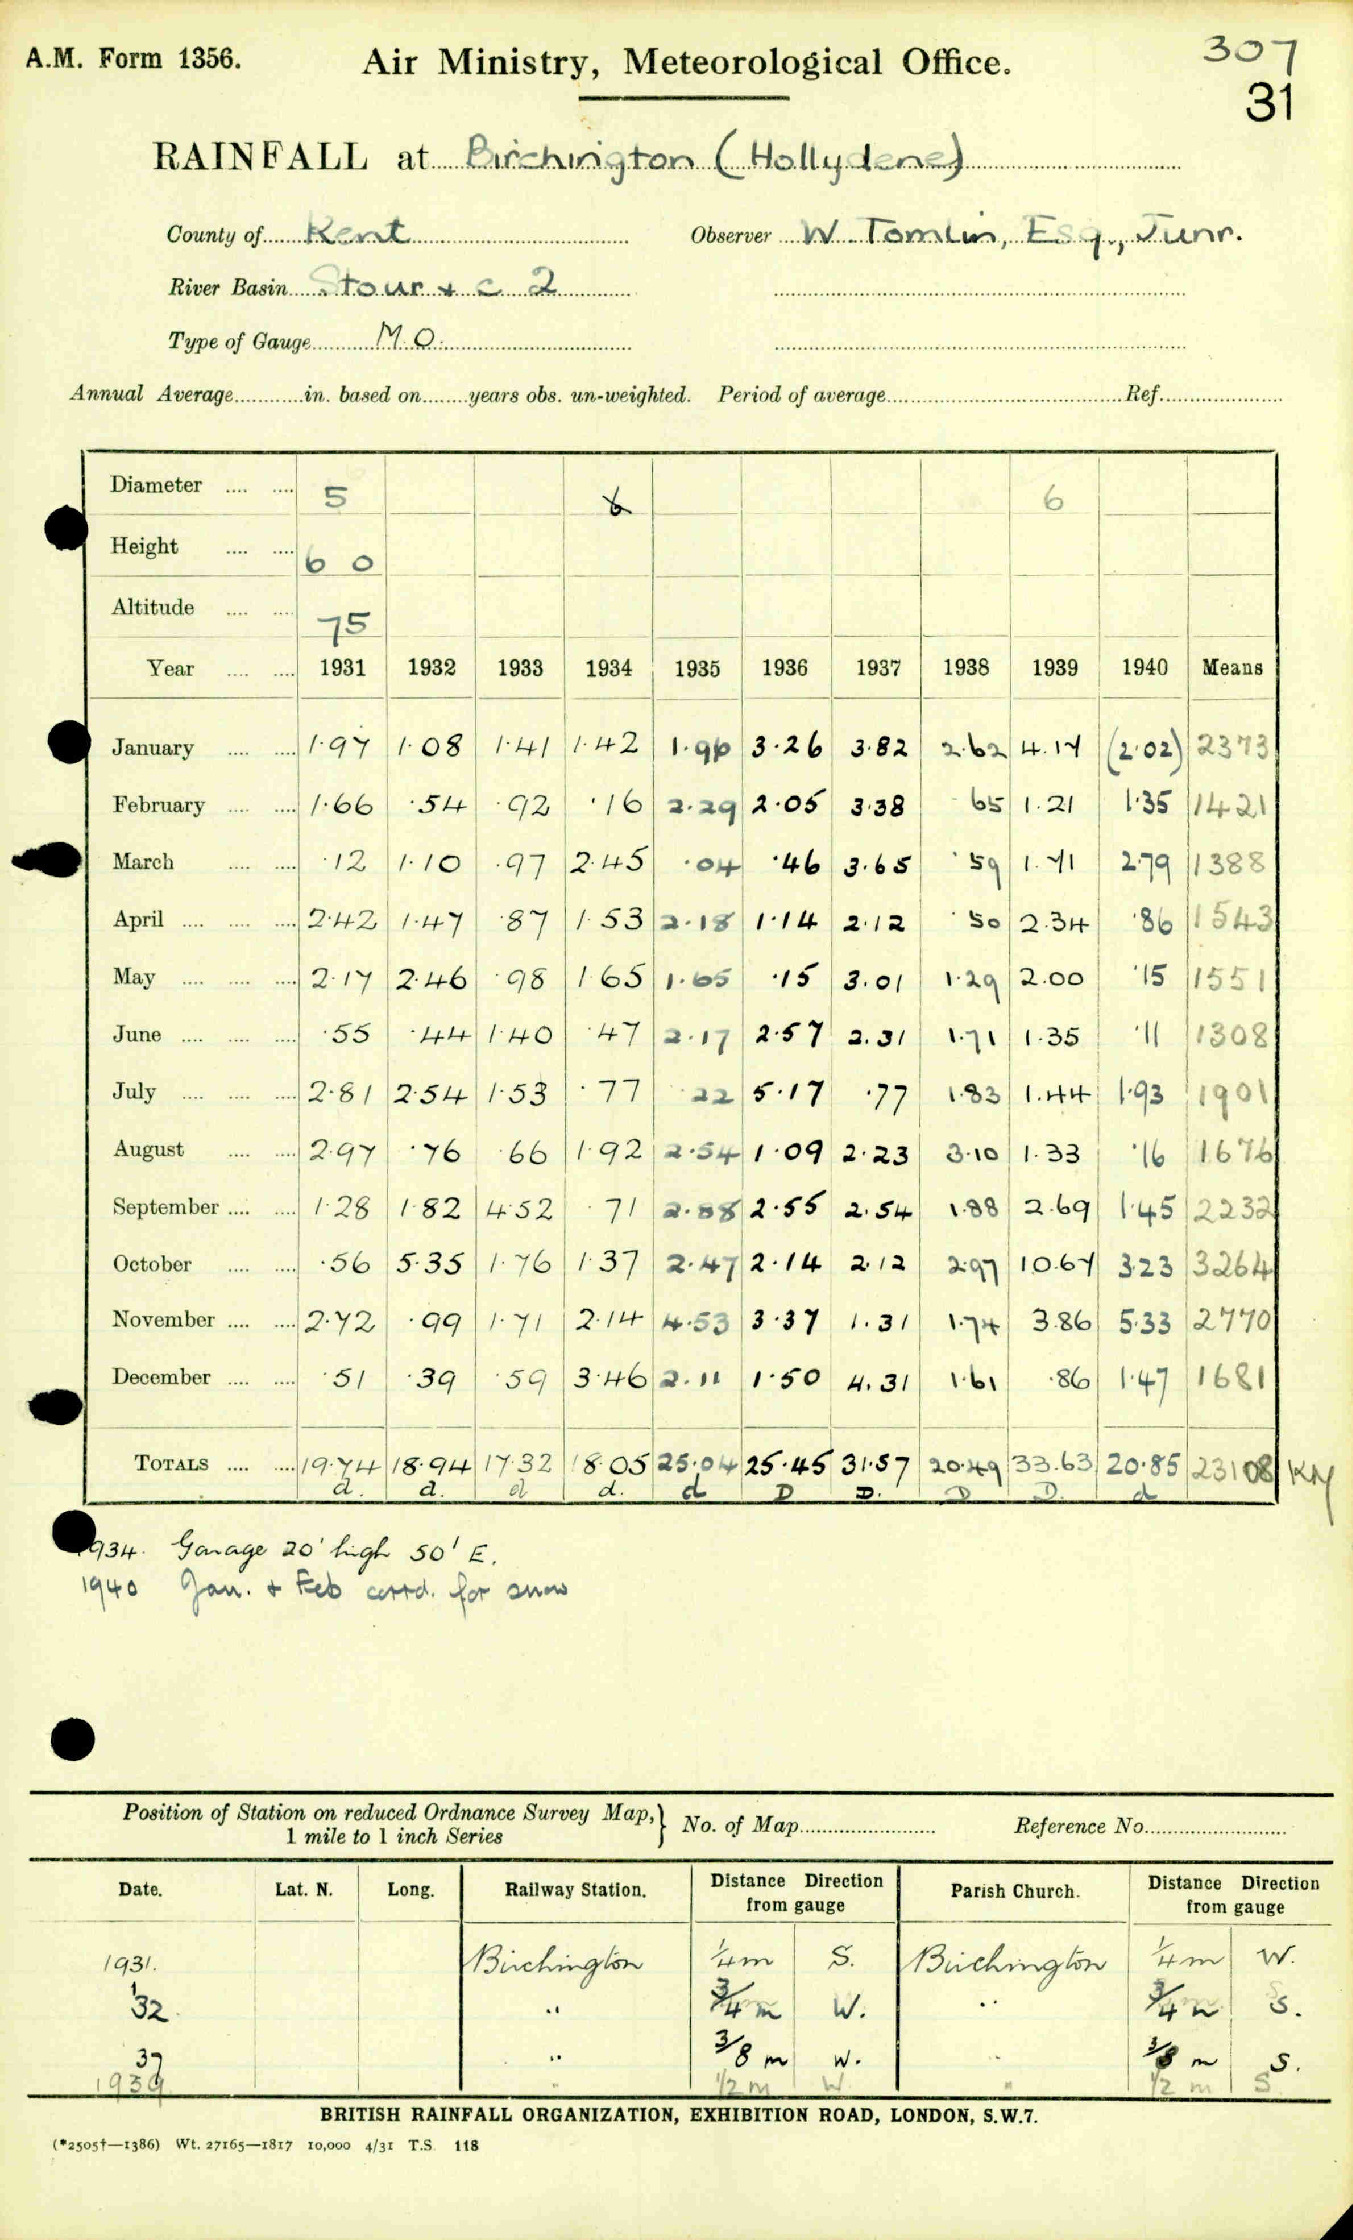 A.M. Form 1356.
Air Ministry, Meteorological Office.
307
31
RAINFALL at Birchington (Hollydene)
County of Kent Observer W. Tomlin, Esq., Junr.
River Basin Stour + c 2
Type of Gauge M.O.
Annual Average in. based on years obs. un-weighted. Period of average Ref.
Diameter 5 6 6
Height 6 0
Altitude 75
Year 1931 1932 1933 1934 1935 1936 1937 1938 1939 1940 Means
January 1.97 1.08 1.41 1.42 1.96 3.26 3.82 2.62 4.17 (2.02) 2373
February 1.66 .54 .92 .16 2.29 2.05 3.38 65 1.21 1.35 1421
March .12 1.10 .97 2.45 .04 .46 3.65 .59 1.71 2.79 1388
April 2.42 1.47 .87 1.53 2.18 1.14 2.12 .50 2.34 .86 1543
May 2.17 2.46 .98 1.65 1.65 .15 3.01 1.29 2.00 .15 1551
June .55 .44 1.40 .47 2.17 2.57 2.31 1.71 1.35 .11 1308
July 2.81 2.54 1.53 .77 .22 5.17 .77 1.83 1.44 1.93 1901
August 2.97 .76 .66 1.92 2.54 1.09 2.23 3.10 1.33 .16 1676
September 1.28 1.82 4.52 .71 2.88 2.55 2.54 1.88 2.69 1.45 2232
October .56 5.35 1.76 1.37 2.47 2.14 2.12 2.97 10.67 3.23 3264
November 2.72 .99 1.71 2.14 4.53 3.37 1.31 1.74 3.86 5.33 2770
December .51 .39 .59 3.46 2.11 1.50 4.31 1.61 .86 1.47 1681
TOTALS 19.74 18.94 17.32 18.05 25.04 25.45 31.57 20.49 33.63 20.85 23108
d. d. d d. d D D. D D. d
1934. Garage 20' high 50' E.
1940 Jan. + Feb corrd. for snow
Position of Station on reduced Ordnance Survey Map, } No. of Map Reference No.
1 mile to 1 inch Series
Date. Lat. N. Long. Railway Station. Distance Direction from gauge Parish Church. Distance Direction from gauge
1931. Birchington 1/4 m S. Birchington 1/4 m W.
32 " 3/4 m W. " 3/4 m S.
37 " 3/8 m W. " 3/8 m S.
1939 " 1/2 m W " 1/2 m S
BRITISH RAINFALL ORGANIZATION, EXHIBITION ROAD, LONDON, S.W.7.
(*2505†—1386) Wt. 27165—1817 10,000 4/31 T.S. 118